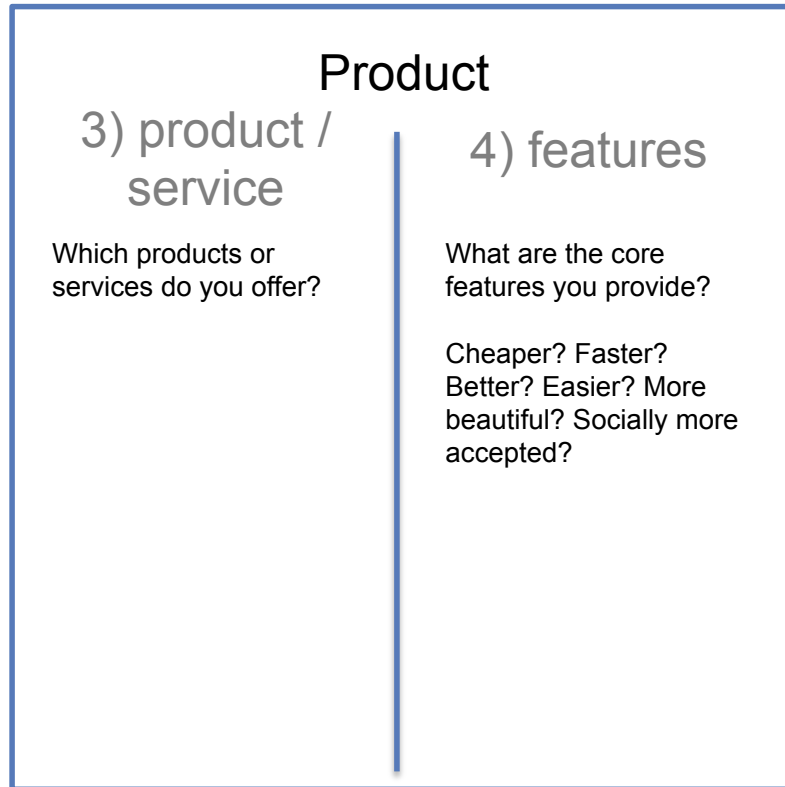 Product
3) product /
service
Which products or
services do you offer?
4) features
What are the core
features you provide?
Cheaper? Faster?
Better? Easier? More
beautiful? Socially more
accepted?